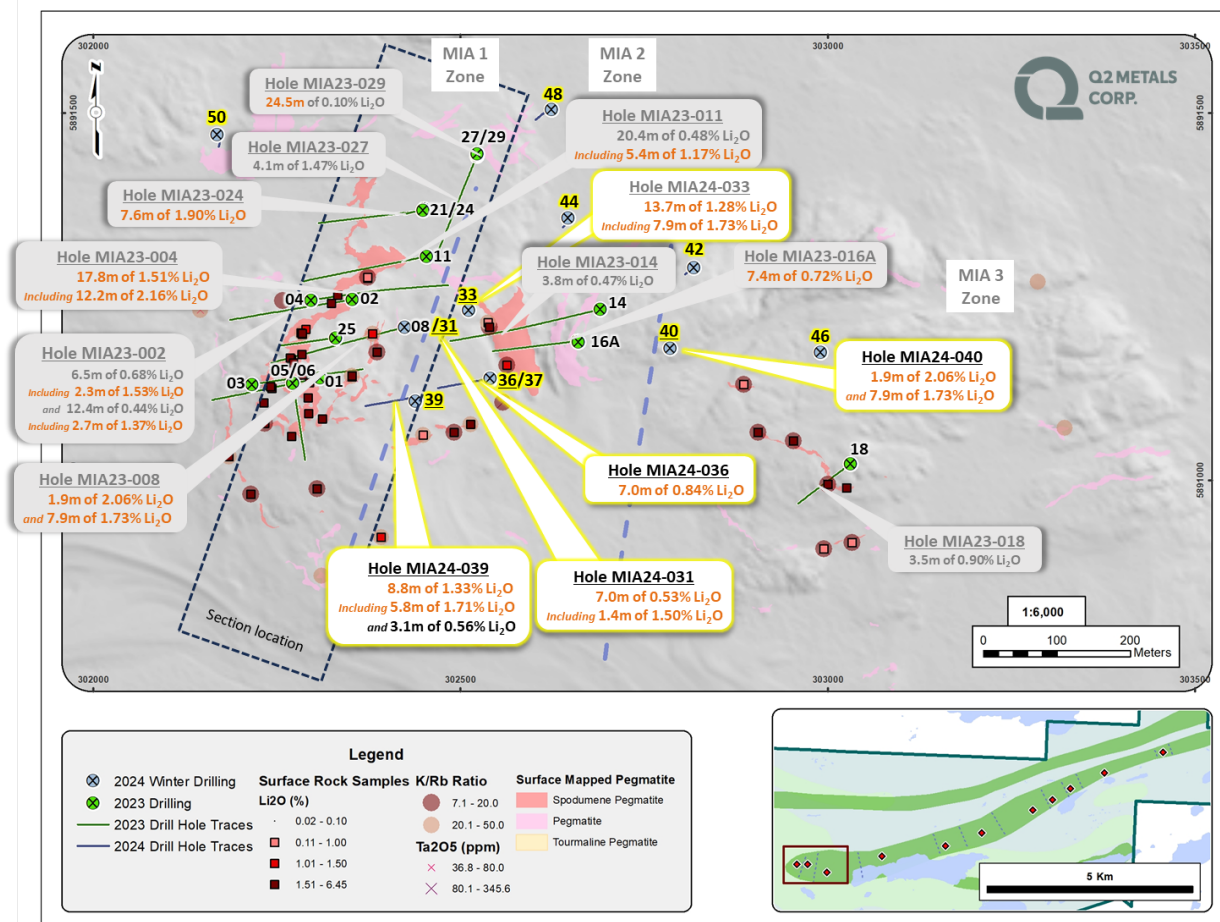 302000
303000
303500
MIA 1
Zone
MIA 2
Zone
Q2 METALS
CORP.
z
5891500
5891500
Hole MIA23-029
24.5m of 0.10% Li₂O
48
50
27/29
Hole MIA23-011
20.4m of 0.48% Li₂O
Including 5.4m of 1.17% Li₂O
Hole MIA23-027
4.1m of 1.47% Li₂O
Hole MIA24-033
13.7m of 1.28% Li₂O
Including 7.9m of 1.73% Li₂O
Hole MIA23-024
7.6m of 1.90% Li₂O
21/24
44
42
11
Hole MIA23-004
17.8m of 1.51% Li₂O
Including 12.2m of 2.16% Li₂O
Hole MIA23-014
3.8m of 0.47% Li₂O
Hole MIA23-016A
7.4m of 0.72% Li₂O
MIA 3
Zone
04
02
33
14
25
08 /31
16A
40
46
Hole MIA23-002
6.5m of 0.68% Li₂O
Including 2.3m of 1.53% Li₂O
and 12.4m of 0.44% Li₂O
Including 2.7m of 1.37% Li₂O
Hole MIA24-040
1.9m of 2.06% Li₂O
and 7.9m of 1.73% Li₂O
03
05/06
01
36/37
39
18
Hole MIA23-008
1.9m of 2.06% Li₂O
and 7.9m of 1.73% Li₂O
Hole MIA24-036
7.0m of 0.84% Li₂O
5891000
5891000
Hole MIA23-018
3.5m of 0.90% Li₂O
Hole MIA24-039
8.8m of 1.33% Li₂O
Including 5.8m of 1.71% Li₂O
and 3.1m of 0.56% Li₂O
Hole MIA24-031
7.0m of 0.53% Li₂O
Including 1.4m of 1.50% Li₂O
Section location
1:6,000
0 100 200
Meters
302000
302500
303000
303500
Legend
2024 Winter Drilling
2023 Drilling
2023 Drill Hole Traces
2024 Drill Hole Traces
Surface Rock Samples
Li2O (%)
0.02 - 0.10
0.11 - 1.00
1.01 - 1.50
1.51 - 6.45
K/Rb Ratio
7.1 - 20.0
20.1 - 50.0
Ta2O5 (ppm)
36.8 - 80.0
80.1 - 345.6
Surface Mapped Pegmatite
Spodumene Pegmatite
Pegmatite
Tourmaline Pegmatite
5 Km